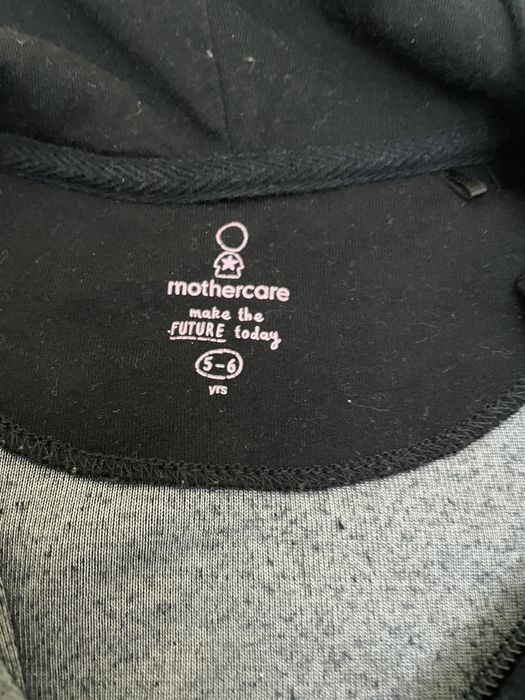 mothercare
make the
FUTURE today
5-6
yrs